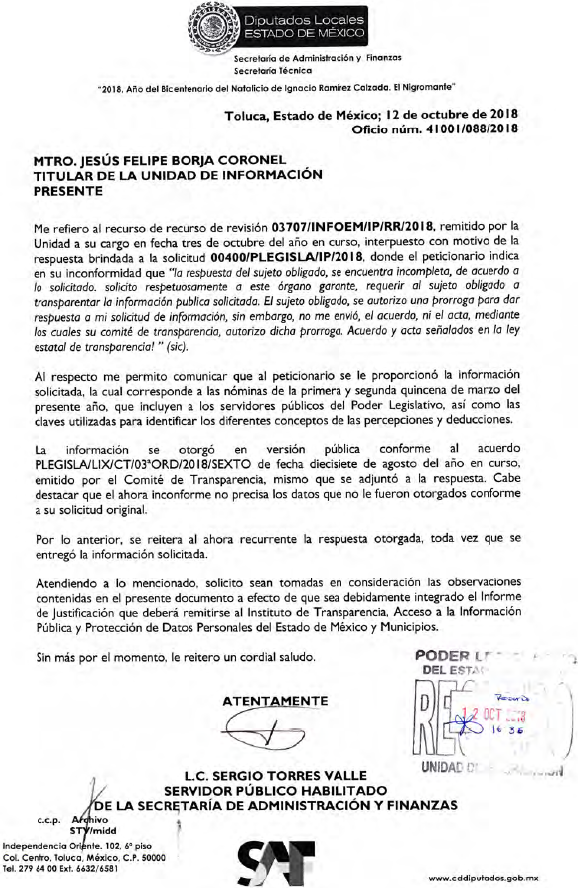 Diputados Locales
ESTADO DE MÉXICO
Secretaría de Administración y Finanzas
Secretaría Técnica
"2018, Año del Bicentenario del Natalicio de Ignacio Ramírez Calzada, El Nigromante"
Toluca, Estado de México; 12 de octubre de 2018
Oficio núm. 41001/088/2018
MTRO. JESÚS FELIPE BORJA CORONEL
TITULAR DE LA UNIDAD DE INFORMACIÓN
PRESENTE
Me refiero al recurso de recurso de revisión 03707/INFOEM/IP/RR/2018, remitido por la
Unidad a su cargo en fecha tres de octubre del año en curso, interpuesto con motivo de la
respuesta brindada a la solicitud 00400/PLEGISLA/IP/2018, donde el peticionario indica
en su inconformidad que "la respuesta del sujeto obligado, se encuentra incompleta, de acuerdo a
lo solicitado. solicito respetuosamente a este órgano garante, requerir al sujeto obligado a
transparentar la información publica solicitada. El sujeto obligado, se autorizo una prorroga para dar
respuesta a mi solicitud de información, sin embargo, no me envió, el acuerdo, ni el acta, mediante
los cuales su comité de transparencia, autorizo dicha prorroga. Acuerdo y acta señalados en la ley
estatal de transparencia! " (sic).
Al respecto me permito comunicar que al peticionario se le proporcionó la información
solicitada, la cual corresponde a las nóminas de la primera y segunda quincena de marzo del
presente año, que incluyen a los servidores públicos del Poder Legislativo, así como las
claves utilizadas para identificar los diferentes conceptos de las percepciones y deducciones.
La información se otorgó en versión pública conforme al acuerdo
PLEGISLA/LIX/CT/03ªORD/2018/SEXTO de fecha diecisiete de agosto del año en curso,
emitido por el Comité de Transparencia, mismo que se adjuntó a la respuesta. Cabe
destacar que el ahora inconforme no precisa los datos que no le fueron otorgados conforme
a su solicitud original.
Por lo anterior, se reitera al ahora recurrente la respuesta otorgada, toda vez que se
entregó la información solicitada.
Atendiendo a lo mencionado, solicito sean tomadas en consideración las observaciones
contenidas en el presente documento a efecto de que sea debidamente integrado el Informe
de Justificación que deberá remitirse al Instituto de Transparencia, Acceso a la Información
Pública y Protección de Datos Personales del Estado de México y Municipios.
Sin más por el momento, le reitero un cordial saludo.
PODER
DEL
12 OCT
16 36
UNIDAD
ATENTAMENTE
L.C. SERGIO TORRES VALLE
SERVIDOR PÚBLICO HABILITADO
DE LA SECRETARÍA DE ADMINISTRACIÓN Y FINANZAS
c.c.p. Archivo
STV/midd
Independencia Oriente, 102, 6º piso
Col. Centro, Toluca, México, C.P. 50000
Tel. 279 64 00 Ext. 6632/6581
SAF
www.cddiputados.gob.mx